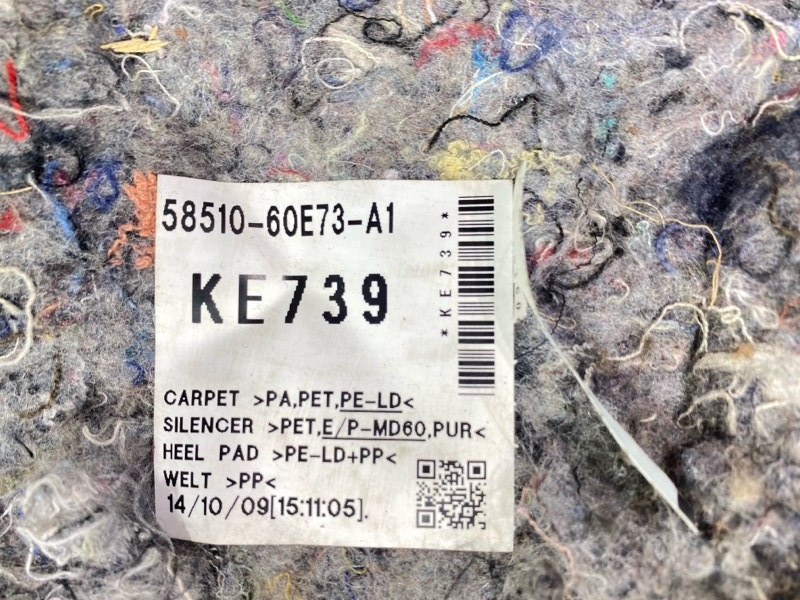 58510-60E73-A1
KE739
*KE739*
CARPET >PA,PET,PE-LD<
SILENCER >PET,E/P-MD60,PUR<
HEEL PAD >PE-LD+PP<
WELT >PP<
14/10/09[15:11:05].